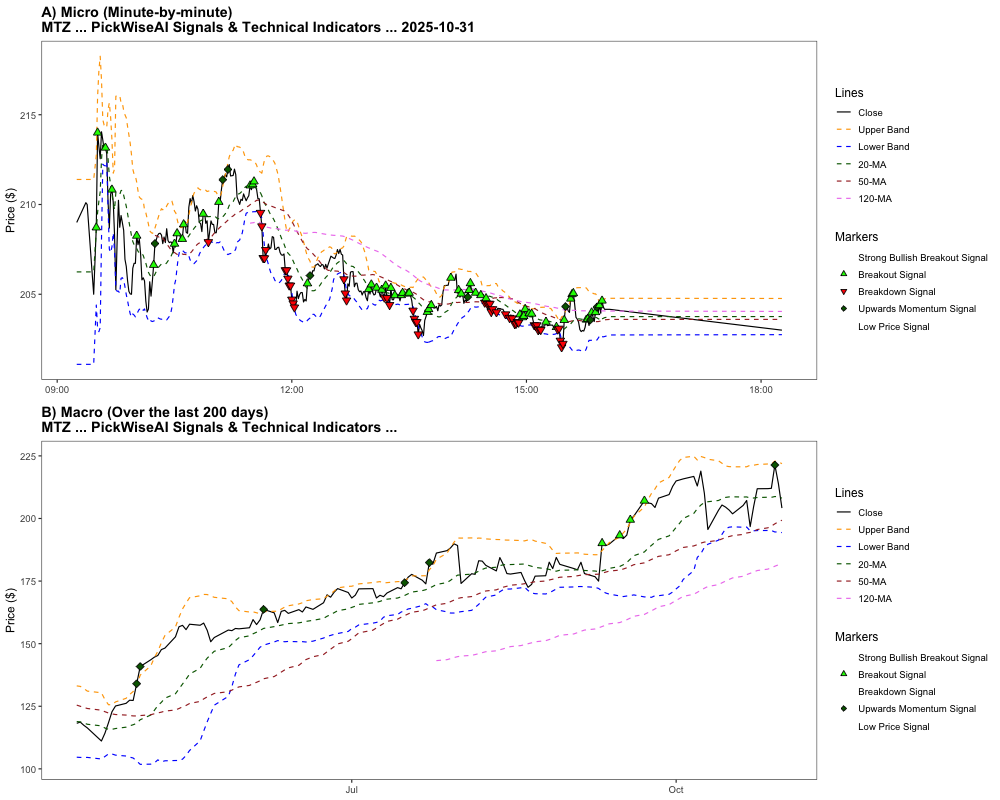 A) Micro (Minute-by-minute)
MTZ ... PickWiseAI Signals & Technical Indicators ... 2025-10-31
Price ($)
215
210
205
09:00
12:00
15:00
18:00
Lines
Close
Upper Band
Lower Band
20-MA
50-MA
120-MA
Markers
Strong Bullish Breakout Signal
Breakout Signal
Breakdown Signal
Upwards Momentum Signal
Low Price Signal
B) Macro (Over the last 200 days)
MTZ ... PickWiseAI Signals & Technical Indicators ...
Price ($)
225
200
175
150
125
100
Jul
Oct
Lines
Close
Upper Band
Lower Band
20-MA
50-MA
120-MA
Markers
Strong Bullish Breakout Signal
Breakout Signal
Breakdown Signal
Upwards Momentum Signal
Low Price Signal